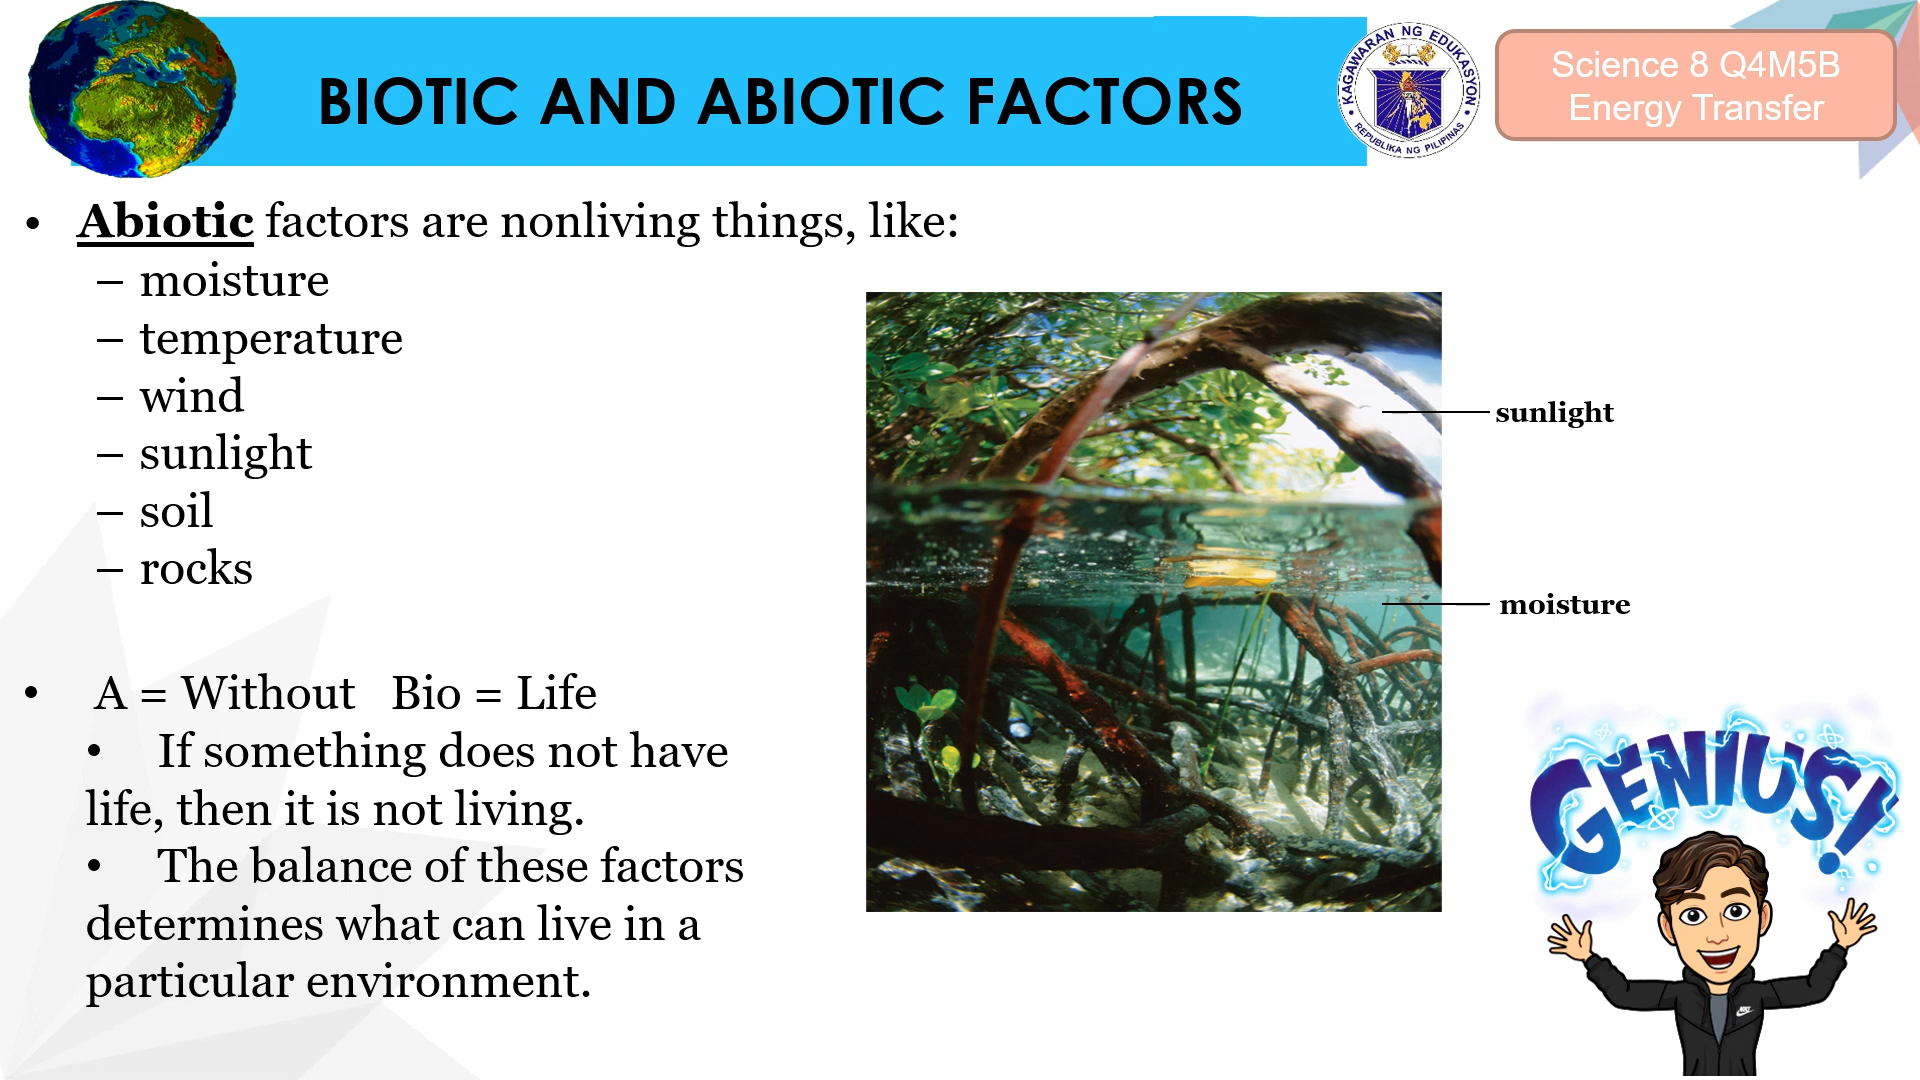 BIOTIC AND ABIOTIC FACTORS
KAGAWARAN NG EDUKASYON
REPUBLIKA NG PILIPINAS
Science 8 Q4M5B
Energy Transfer
• Abiotic factors are nonliving things, like:
– moisture
– temperature
– wind
– sunlight
– soil
– rocks
sunlight
moisture
• A = Without Bio = Life
• If something does not have
life, then it is not living.
• The balance of these factors
determines what can live in a
particular environment.
GENIUS!
NIKE